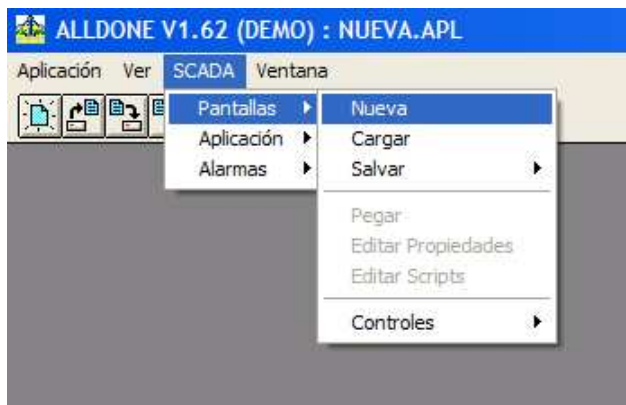 ALLDONE V1.62 (DEMO) : NUEVA.APL
Aplicación Ver SCADA Ventana
Pantallas
Aplicación
Alarmas
Nueva
Cargar
Salvar
Pegar
Editar Propiedades
Editar Scripts
Controles